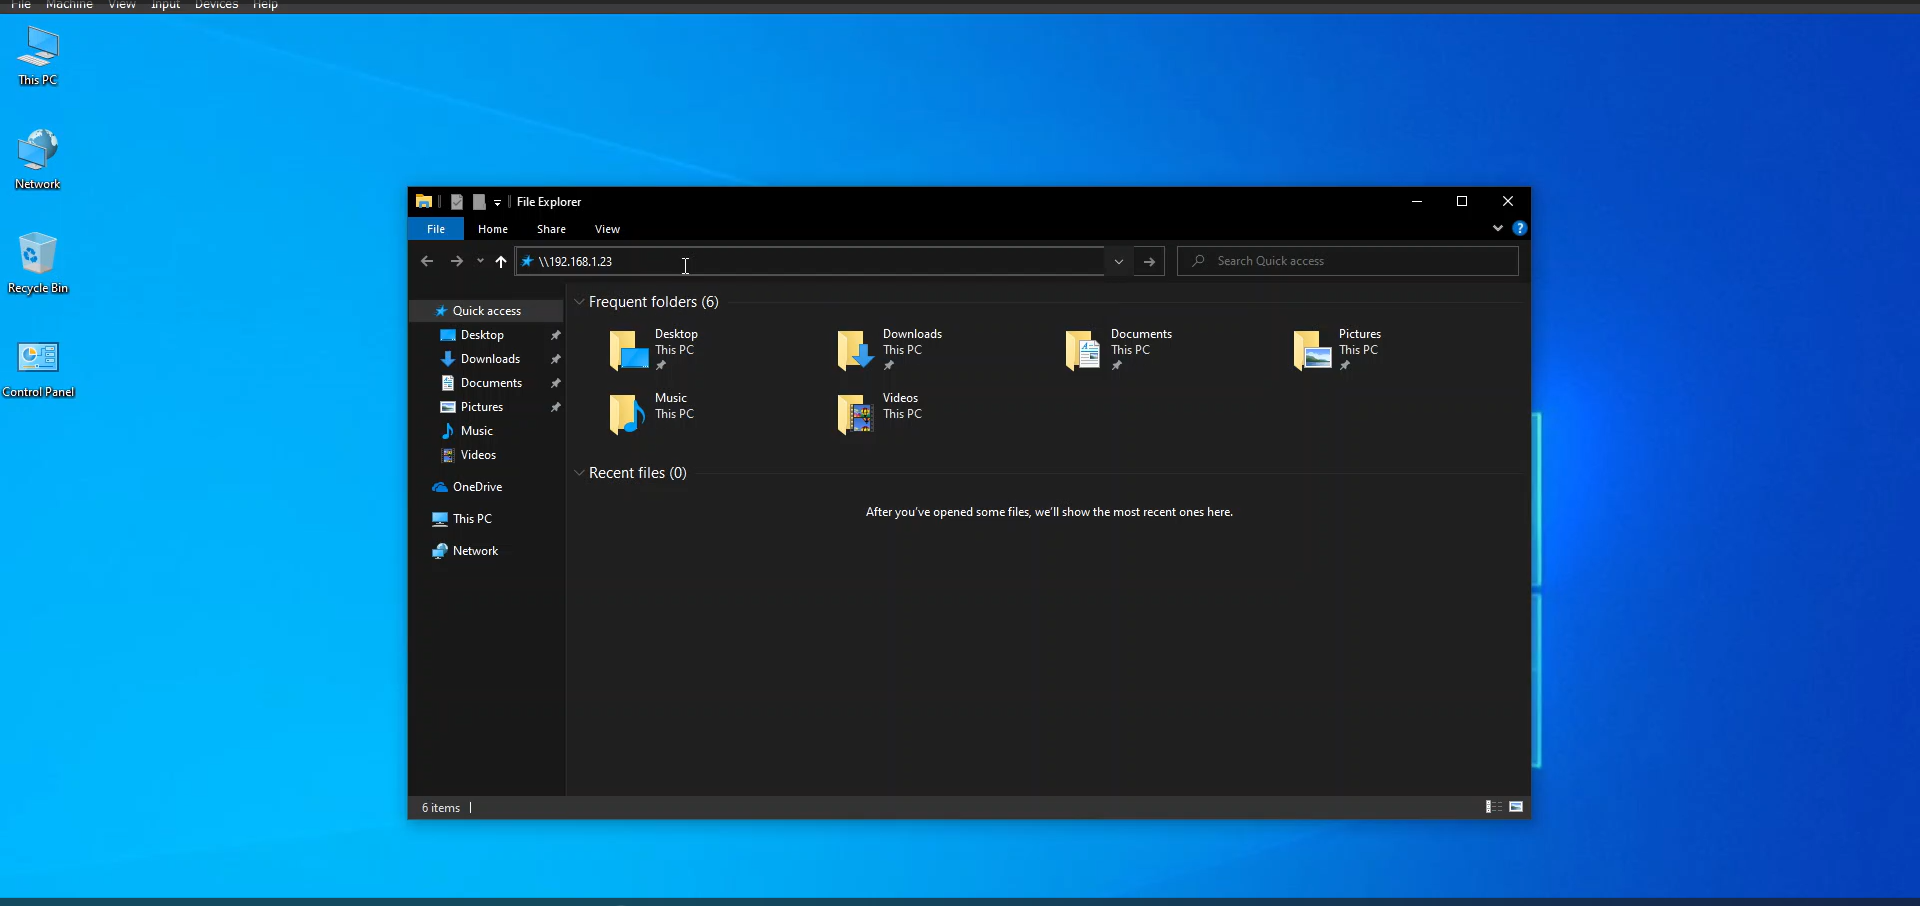 File Machine View Input Devices Help
This PC
Network
Recycle Bin
Control Panel
File Explorer
File Home Share View
\\192.168.1.23
Search Quick access
Quick access
Desktop
Downloads
Documents
Pictures
Music
Videos
OneDrive
This PC
Network
Frequent folders (6)
Desktop
This PC
Downloads
This PC
Documents
This PC
Pictures
This PC
Music
This PC
Videos
This PC
Recent files (0)
After you've opened some files, we'll show the most recent ones here.
6 items